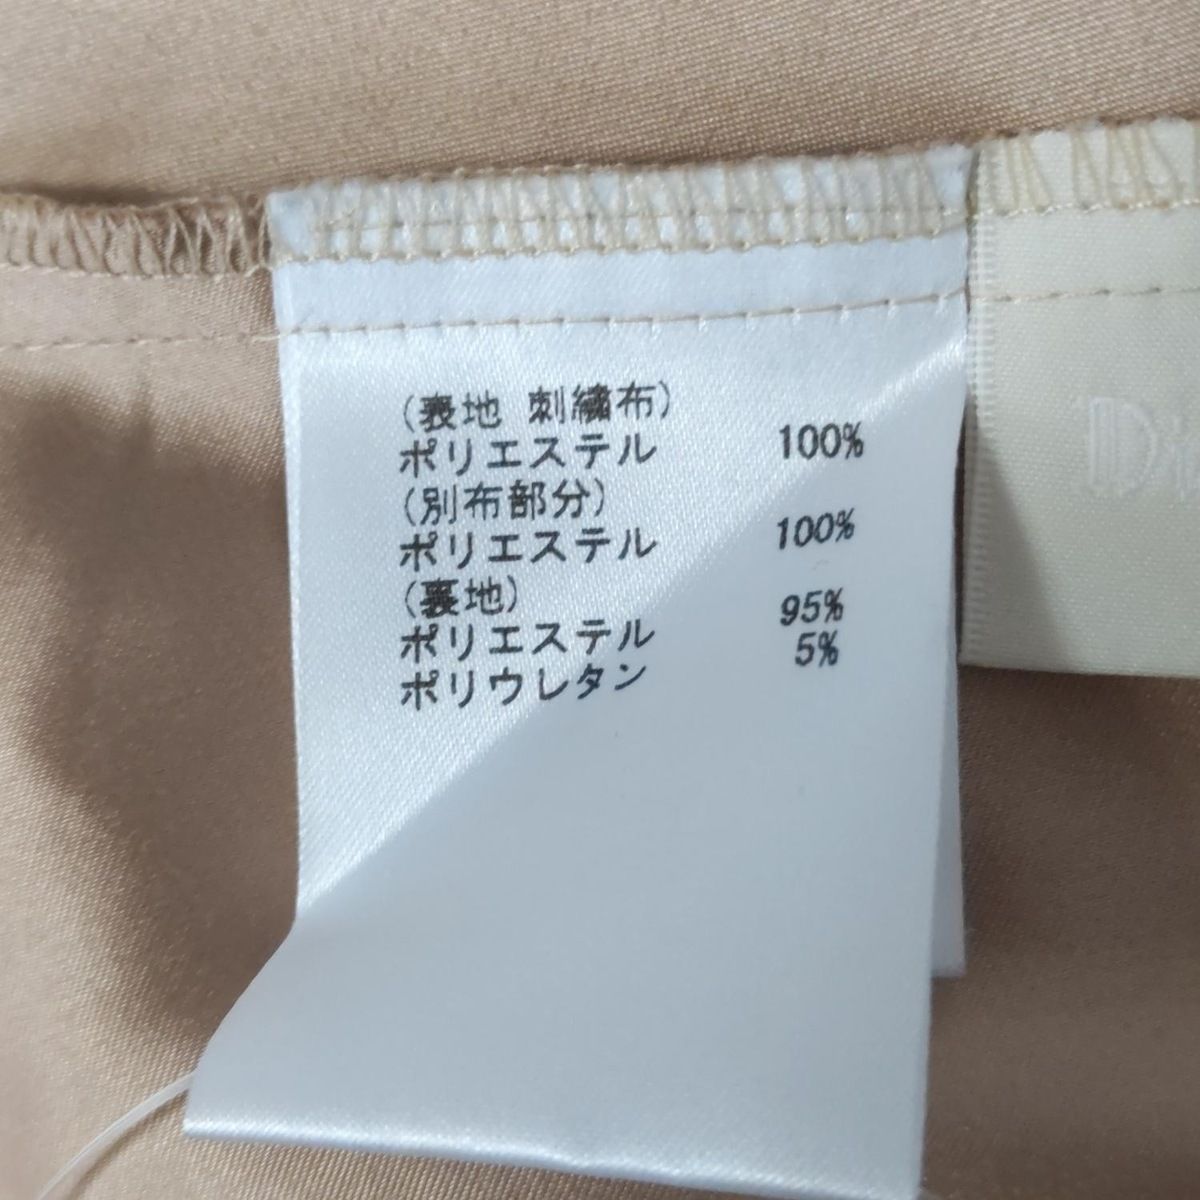 (表地 刺繍布)
ポリエステル 100%
(別布部分)
ポリエステル 100%
(裏地)
ポリエステル 95%
ポリウレタン 5%